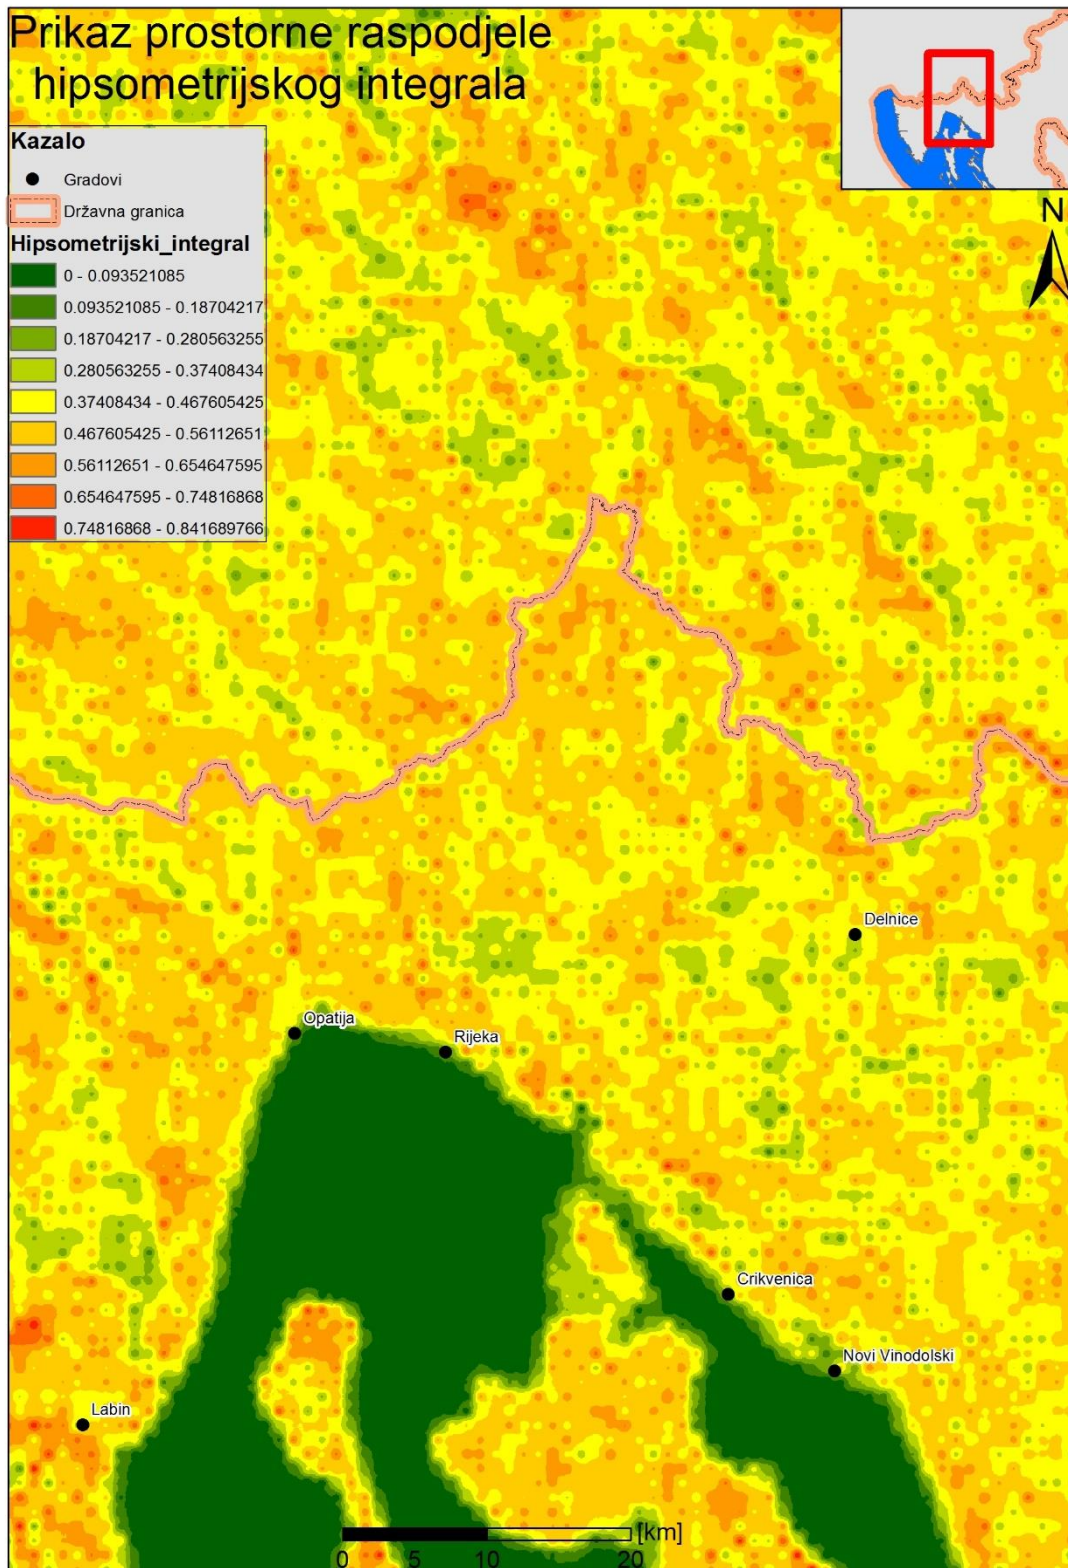 Prikaz prostorne raspodjele
hipsometrijskog integrala
Kazalo
Gradovi
Državna granica
Hipsometrijski_integral
0 - 0.093521085
0.093521085 - 0.18704217
0.18704217 - 0.280563255
0.280563255 - 0.37408434
0.37408434 - 0.467605425
0.467605425 - 0.56112651
0.56112651 - 0.654647595
0.654647595 - 0.74816868
0.74816868 - 0.841689766
N
Delnice
Opatija
Rijeka
Crikvenica
Novi Vinodolski
Labin
[km]
0 5 10 20